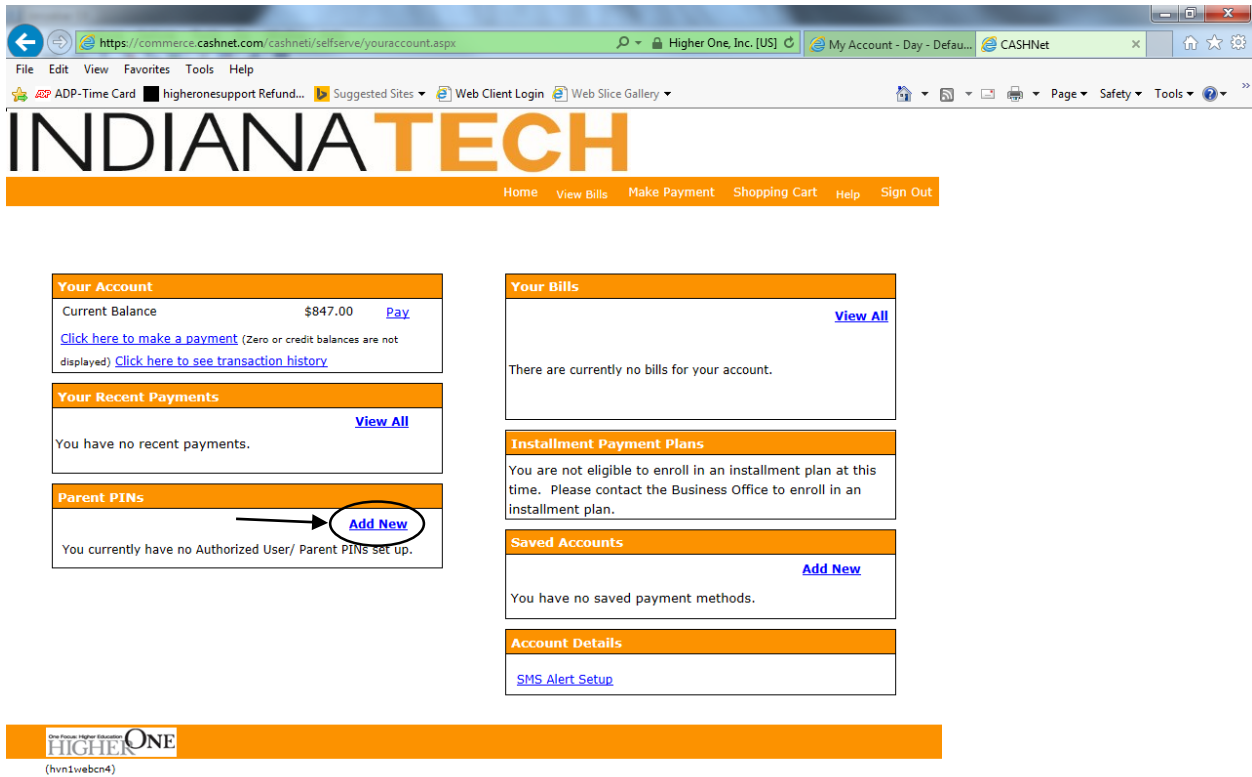 https://commerce.cashnet.com/cashneti/selfserve/youraccount.aspx
Higher One, Inc. [US]
My Account - Day - Defau...
CASHNet
File Edit View Favorites Tools Help
ADP-Time Card higheronesupport Refund... Suggested Sites Web Client Login Web Slice Gallery
Page Safety Tools
INDIANA TECH
Home View Bills Make Payment Shopping Cart Help Sign Out
Your Account
Current Balance $847.00 Pay
Click here to make a payment (Zero or credit balances are not
displayed) Click here to see transaction history
Your Recent Payments
View All
You have no recent payments.
Parent PINs
Add New
You currently have no Authorized User/ Parent PINs set up.
Your Bills
View All
There are currently no bills for your account.
Installment Payment Plans
You are not eligible to enroll in an installment plan at this
time. Please contact the Business Office to enroll in an
installment plan.
Saved Accounts
Add New
You have no saved payment methods.
Account Details
SMS Alert Setup
One Focus: Higher Education
HIGHER ONE
(hvn1webcn4)